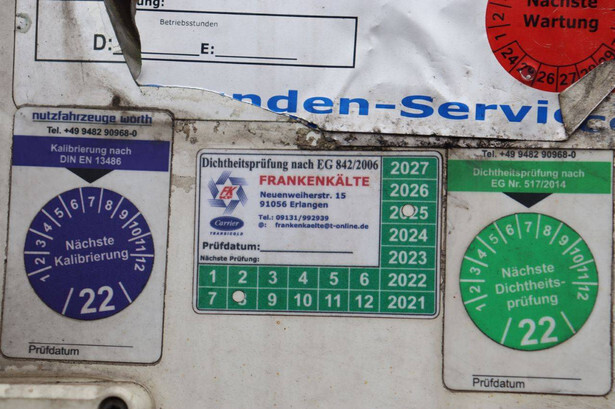 Betriebsstunden
D:
E:
Nächste
Wartung
24 26 27 28
nden-Service
nutzfahrzeuge wörth
Tel. +49 9482 90968-0
Kalibrierung nach
DIN EN 13486
1 2 3 4 5 6 7 8 9 10 11 12
Nächste
Kalibrierung
/ 22 /
Prüfdatum
Dichtheitsprüfung nach EG 842/2006
FRANKENKÄLTE
Neuenweiherstr. 15
91056 Erlangen
Tel.: 09131/992939
@: frankenkaelte@t-online.de
FK
Carrier
TRANSICOLD
Prüfdatum:
Nächste Prüfung:
1 2 3 4 5 6
7 8 9 10 11 12
2027
2026
2025
2024
2023
2022
2021
Tel. +49 9482 90968-0
Dichtheitsprüfung nach
EG Nr. 517/2014
1 2 3 4 5 6 7 8 9 10 11 12
Nächste
Dichtheits-
prüfung
/ 22 /
Prüfdatum